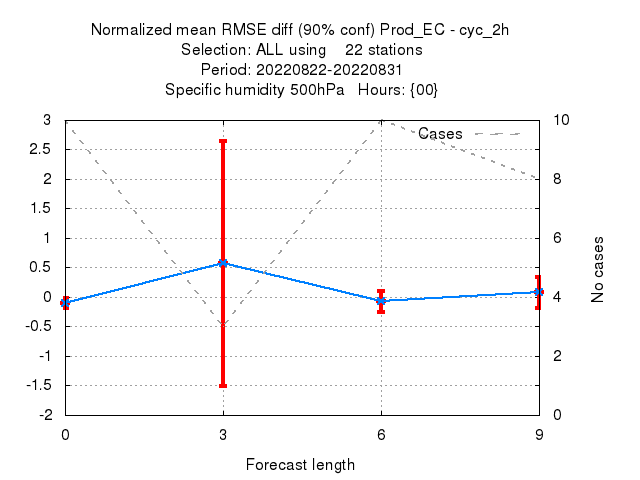 Normalized mean RMSE diff (90% conf) Prod_EC - cyc_2h
Selection: ALL using    22 stations
Period: 20220822-20220831
Specific humidity 500hPa   Hours: {00}
3
2.5
2
1.5
1
0.5
0
-0.5
-1
-1.5
-2
Cases
10
8
6
4
2
0
No cases
0 3 6 9
Forecast length